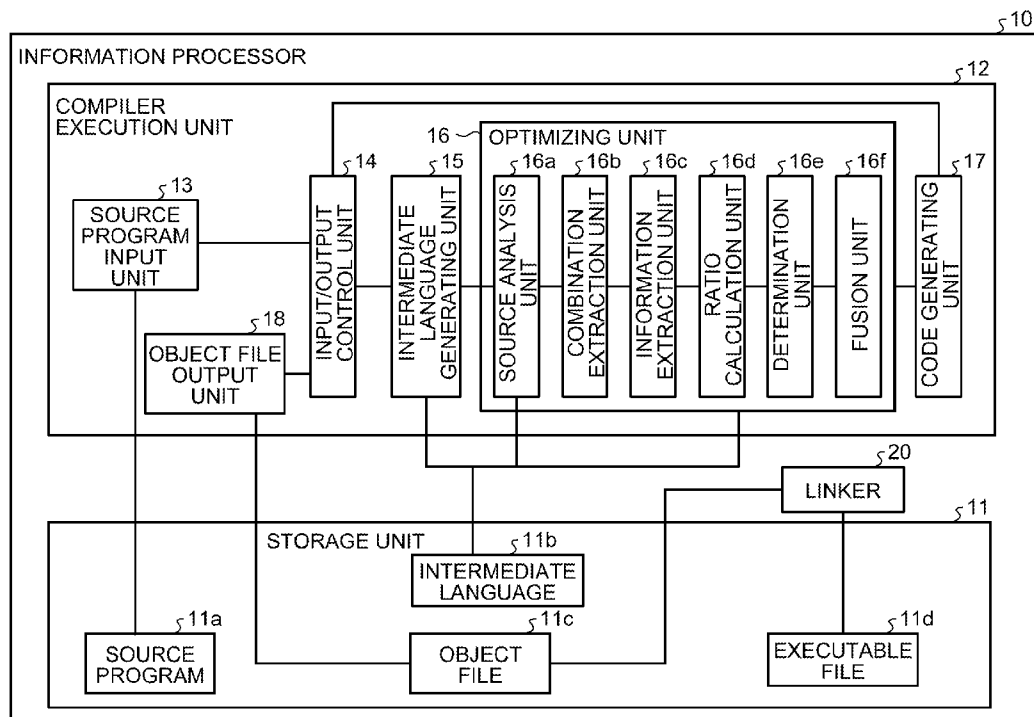 10
INFORMATION PROCESSOR
12
COMPILER
EXECUTION UNIT
16
OPTIMIZING UNIT
13
SOURCE
PROGRAM
INPUT
UNIT
14
INPUT/OUTPUT
CONTROL UNIT
15
INTERMEDIATE
LANGUAGE
GENERATING UNIT
16a
SOURCE ANALYSIS
UNIT
16b
COMBINATION
EXTRACTION UNIT
16c
INFORMATION
EXTRACTION UNIT
16d
RATIO
CALCULATION UNIT
16e
DETERMINATION
UNIT
16f
FUSION UNIT
17
CODE GENERATING
UNIT
18
OBJECT FILE
OUTPUT
UNIT
20
LINKER
11
STORAGE UNIT
11b
INTERMEDIATE
LANGUAGE
11a
SOURCE
PROGRAM
11c
OBJECT
FILE
11d
EXECUTABLE
FILE